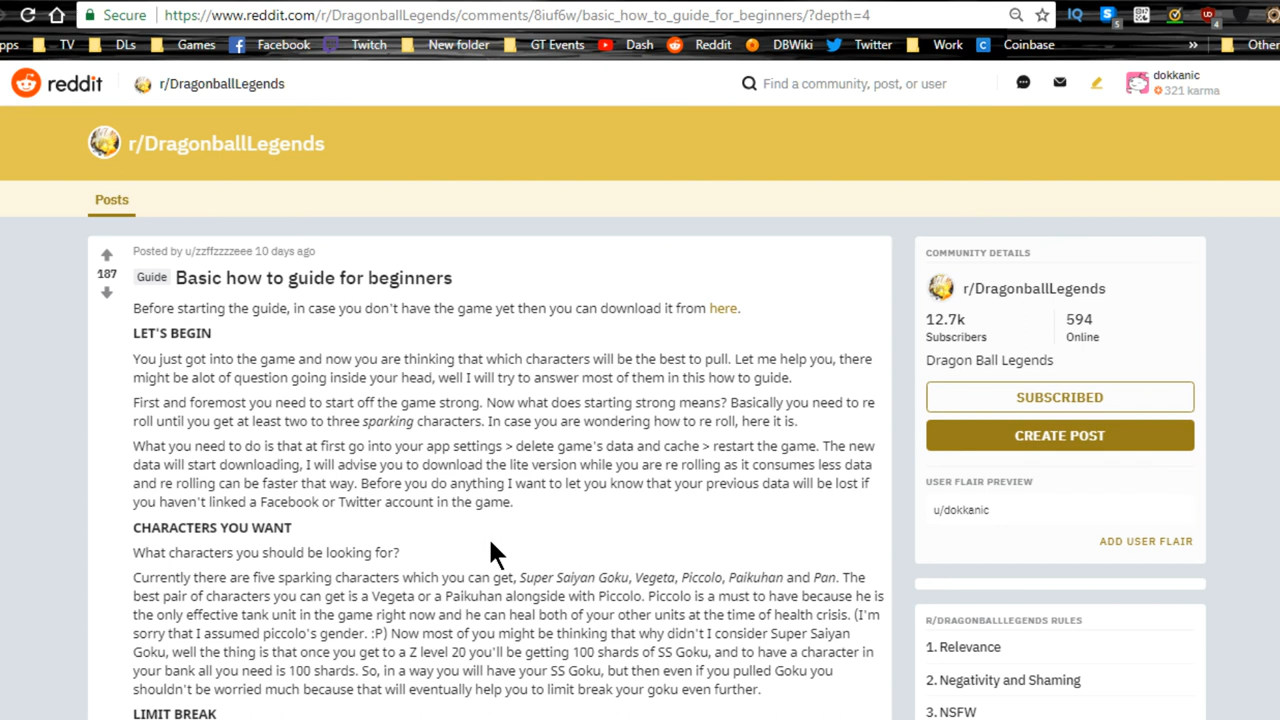 Secure https://www.reddit.com/r/DragonballLegends/comments/8iuf6w/basic_how_to_guide_for_beginners/?depth=4
pps TV DLs Games Facebook Twitch New folder GT Events Dash Reddit DBWiki Twitter Work Coinbase » Other
reddit r/DragonballLegends Find a community, post, or user dokkanic
321 karma
r/DragonballLegends
Posts
Posted by u/zzffzzzzeee 10 days ago
187
Guide Basic how to guide for beginners
Before starting the guide, in case you don't have the game yet then you can download it from here.
LET'S BEGIN
You just got into the game and now you are thinking that which characters will be the best to pull. Let me help you, there
might be alot of question going inside your head, well I will try to answer most of them in this how to guide.
First and foremost you need to start off the game strong. Now what does starting strong means? Basically you need to re
roll until you get at least two to three sparking characters. In case you are wondering how to re roll, here it is.
What you need to do is that at first go into your app settings > delete game's data and cache > restart the game. The new
data will start downloading, I will advise you to download the lite version while you are re rolling as it consumes less data
and re rolling can be faster that way. Before you do anything I want to let you know that your previous data will be lost if
you haven't linked a Facebook or Twitter account in the game.
CHARACTERS YOU WANT
What characters you should be looking for?
Currently there are five sparking characters which you can get, Super Saiyan Goku, Vegeta, Piccolo, Paikuhan and Pan. The
best pair of characters you can get is a Vegeta or a Paikuhan alongside with Piccolo. Piccolo is a must to have because he is
the only effective tank unit in the game right now and he can heal both of your other units at the time of health crisis. (I'm
sorry that I assumed piccolo's gender. :P) Now most of you might be thinking that why didn't I consider Super Saiyan
Goku, well the thing is that once you get to a Z level 20 you'll be getting 100 shards of SS Goku, and to have a character in
your bank all you need is 100 shards. So, in a way you will have your SS Goku, but then even if you pulled Goku you
shouldn't be worried much because that will eventually help you to limit break your goku even further.
LIMIT BREAK
COMMUNITY DETAILS
r/DragonballLegends
12.7k 594
Subscribers Online
Dragon Ball Legends
SUBSCRIBED
CREATE POST
USER FLAIR PREVIEW
u/dokkanic
ADD USER FLAIR
R/DRAGONBALLLEGENDS RULES
1. Relevance
2. Negativity and Shaming
3. NSFW